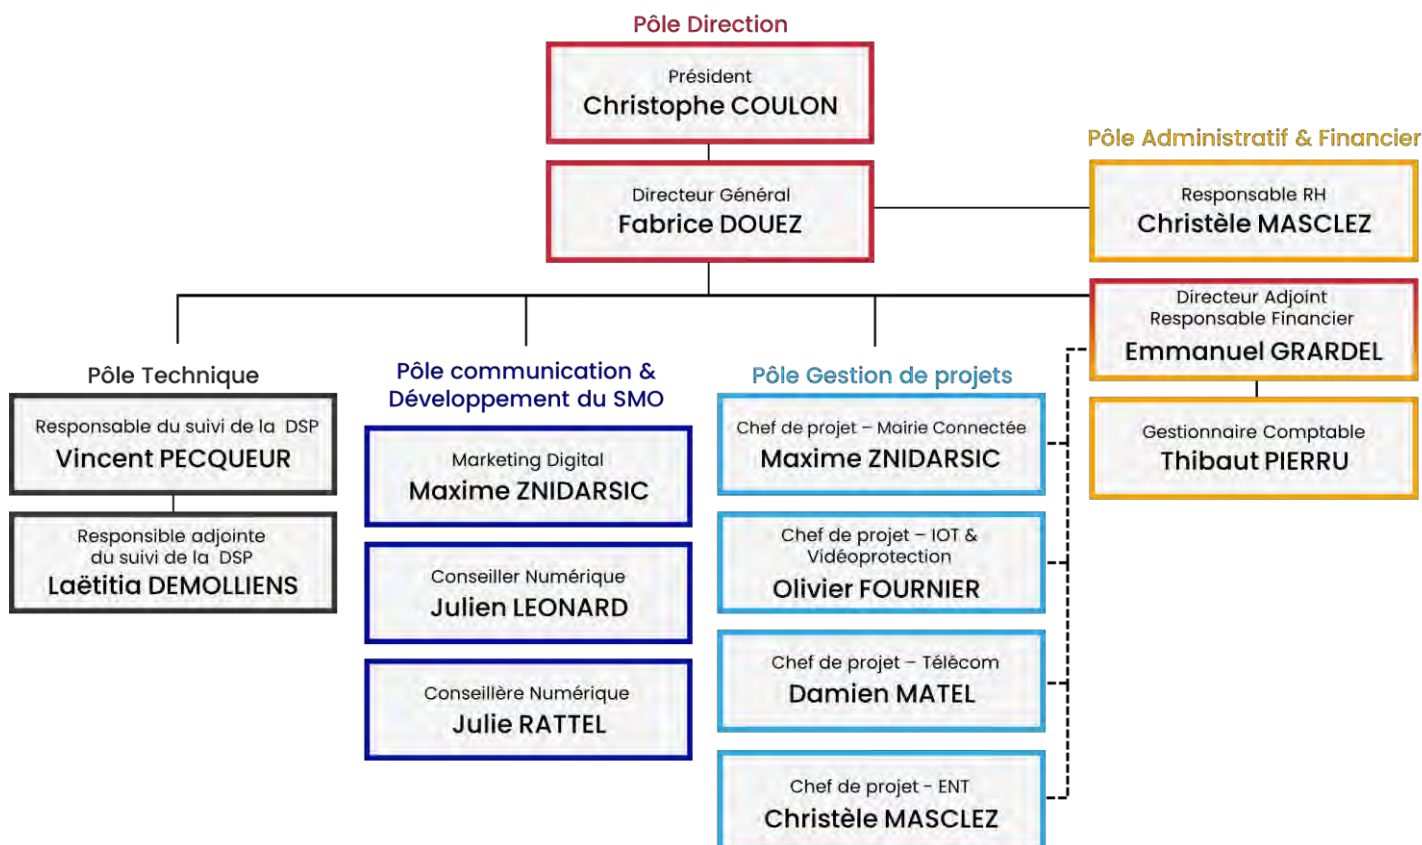 Pôle Direction
Président
Christophe COULON
Directeur Général
Fabrice DOUEZ
Pôle Administratif & Financier
Responsable RH
Christèle MASCLEZ
Directeur Adjoint
Responsable Financier
Emmanuel GRARDEL
Gestionnaire Comptable
Thibaut PIERRU
Pôle Technique
Responsable du suivi de la DSP
Vincent PECQUEUR
Responsible adjointe
du suivi de la DSP
Laëtitia DEMOLLIENS
Pôle communication &
Développement du SMO
Marketing Digital
Maxime ZNIDARSIC
Conseiller Numérique
Julien LEONARD
Conseillère Numérique
Julie RATTEL
Pôle Gestion de projets
Chef de projet – Mairie Connectée
Maxime ZNIDARSIC
Chef de projet – IOT &
Vidéoprotection
Olivier FOURNIER
Chef de projet – Télécom
Damien MATEL
Chef de projet - ENT
Christèle MASCLEZ